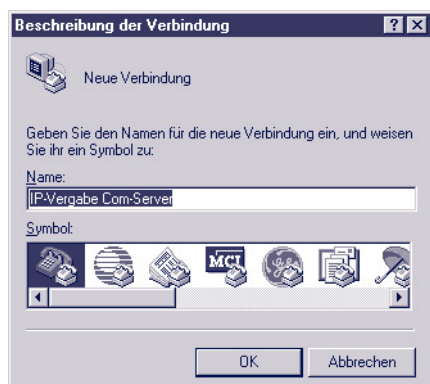 Beschreibung der Verbindung
Neue Verbindung
Geben Sie den Namen für die neue Verbindung ein, und weisen
Sie ihr ein Symbol zu:
Name:
IP-Vergabe Com-Server
Symbol:
MCI
OK
Abbrechen